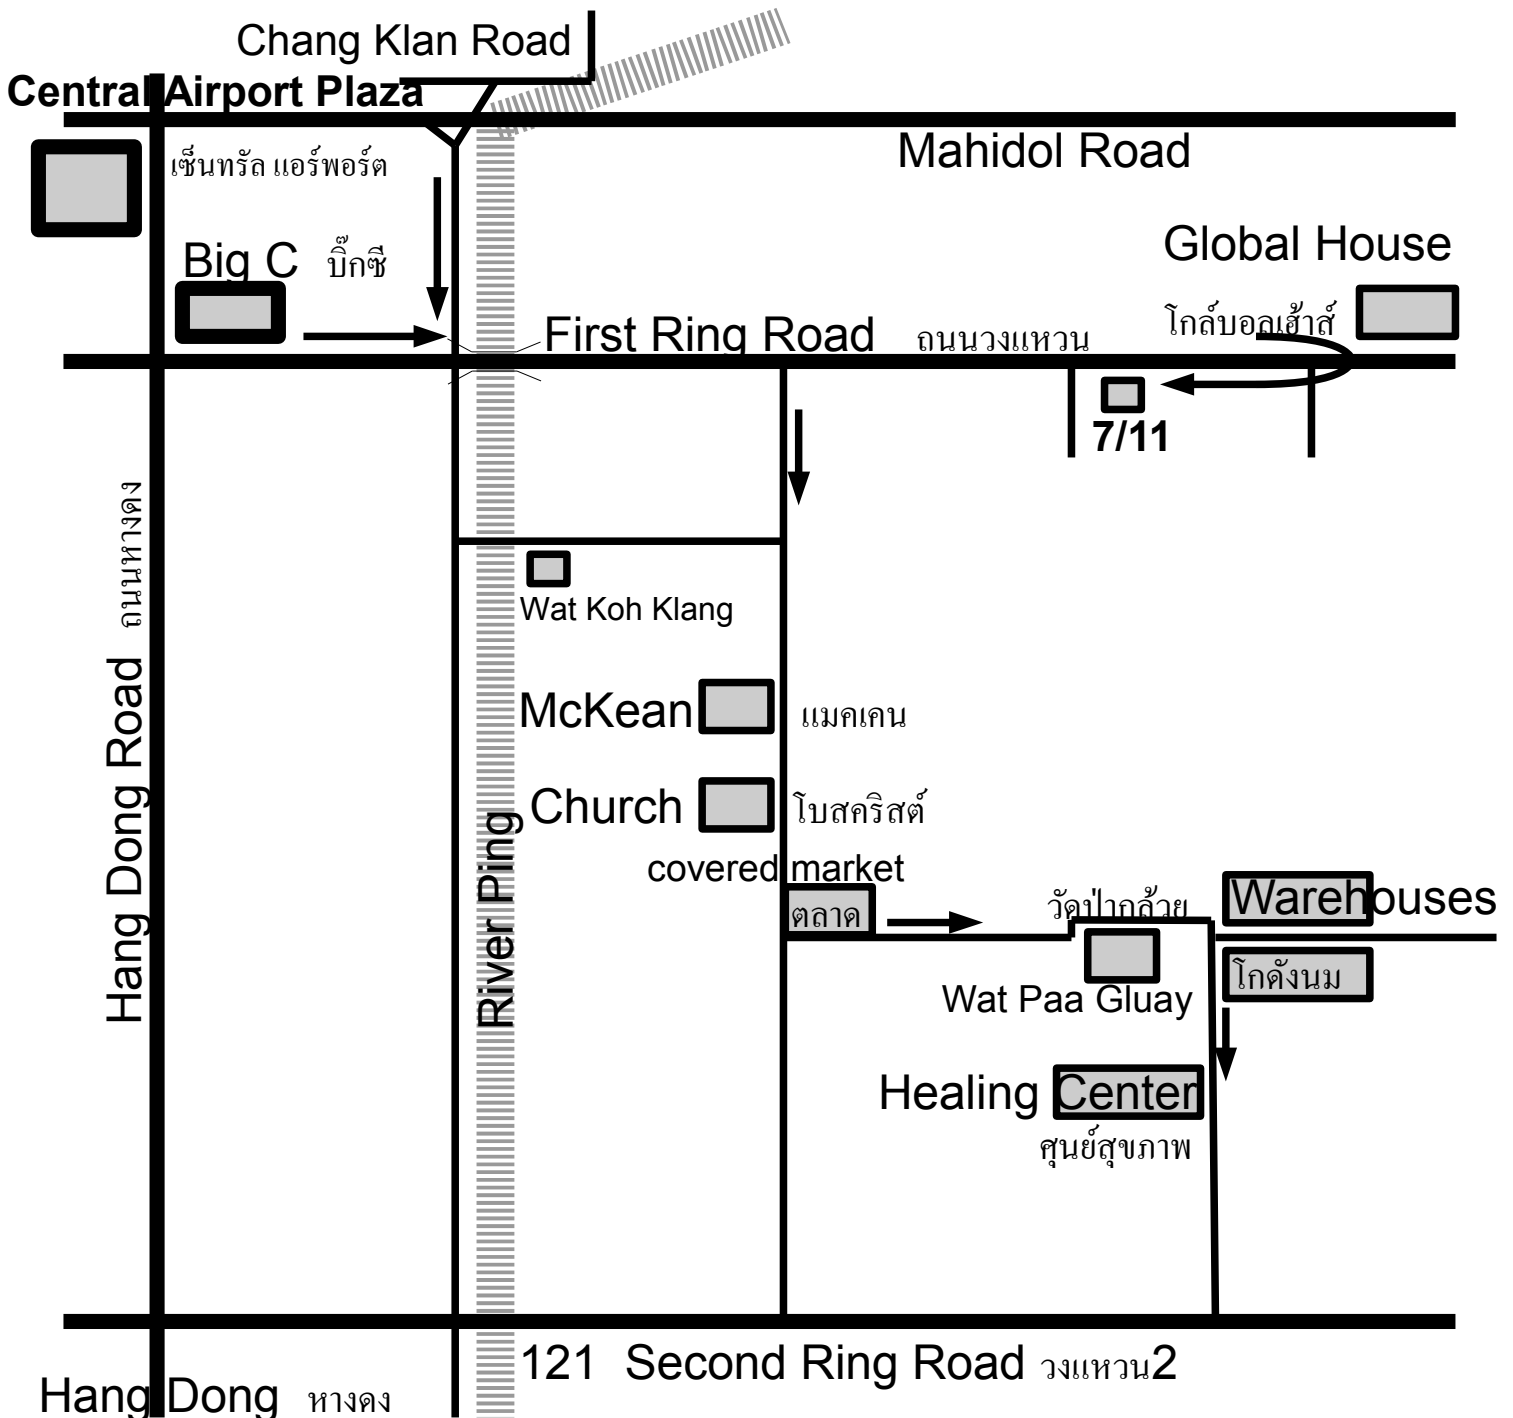 Chang Klan Road
Central Airport Plaza
Mahidol Road
เซ็นทรัล แอร์พอร์ต
Big C บิ๊กซี
Global House
โกล์บอลเฮ้าส์
First Ring Road ถนนวงแหวน
7/11
Hang Dong Road ถนนหางดง
Wat Koh Klang
McKean แมคเคน
Church โบสคริสต์
River Ping
covered market
ตลาด
วัดป่ากล้วย
Warehouses
โกดังนม
Wat Paa Gluay
Healing Center
ศุนย์สุขภาพ
121 Second Ring Road วงแหวน2
Hang Dong หางดง